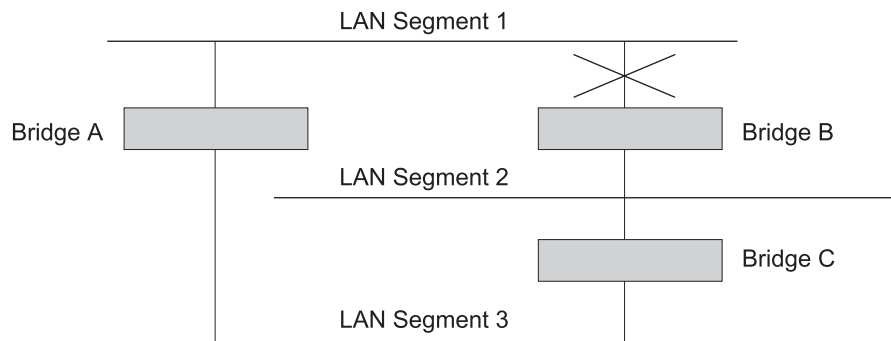 LAN Segment 1
Bridge A
Bridge B
LAN Segment 2
Bridge C
LAN Segment 3